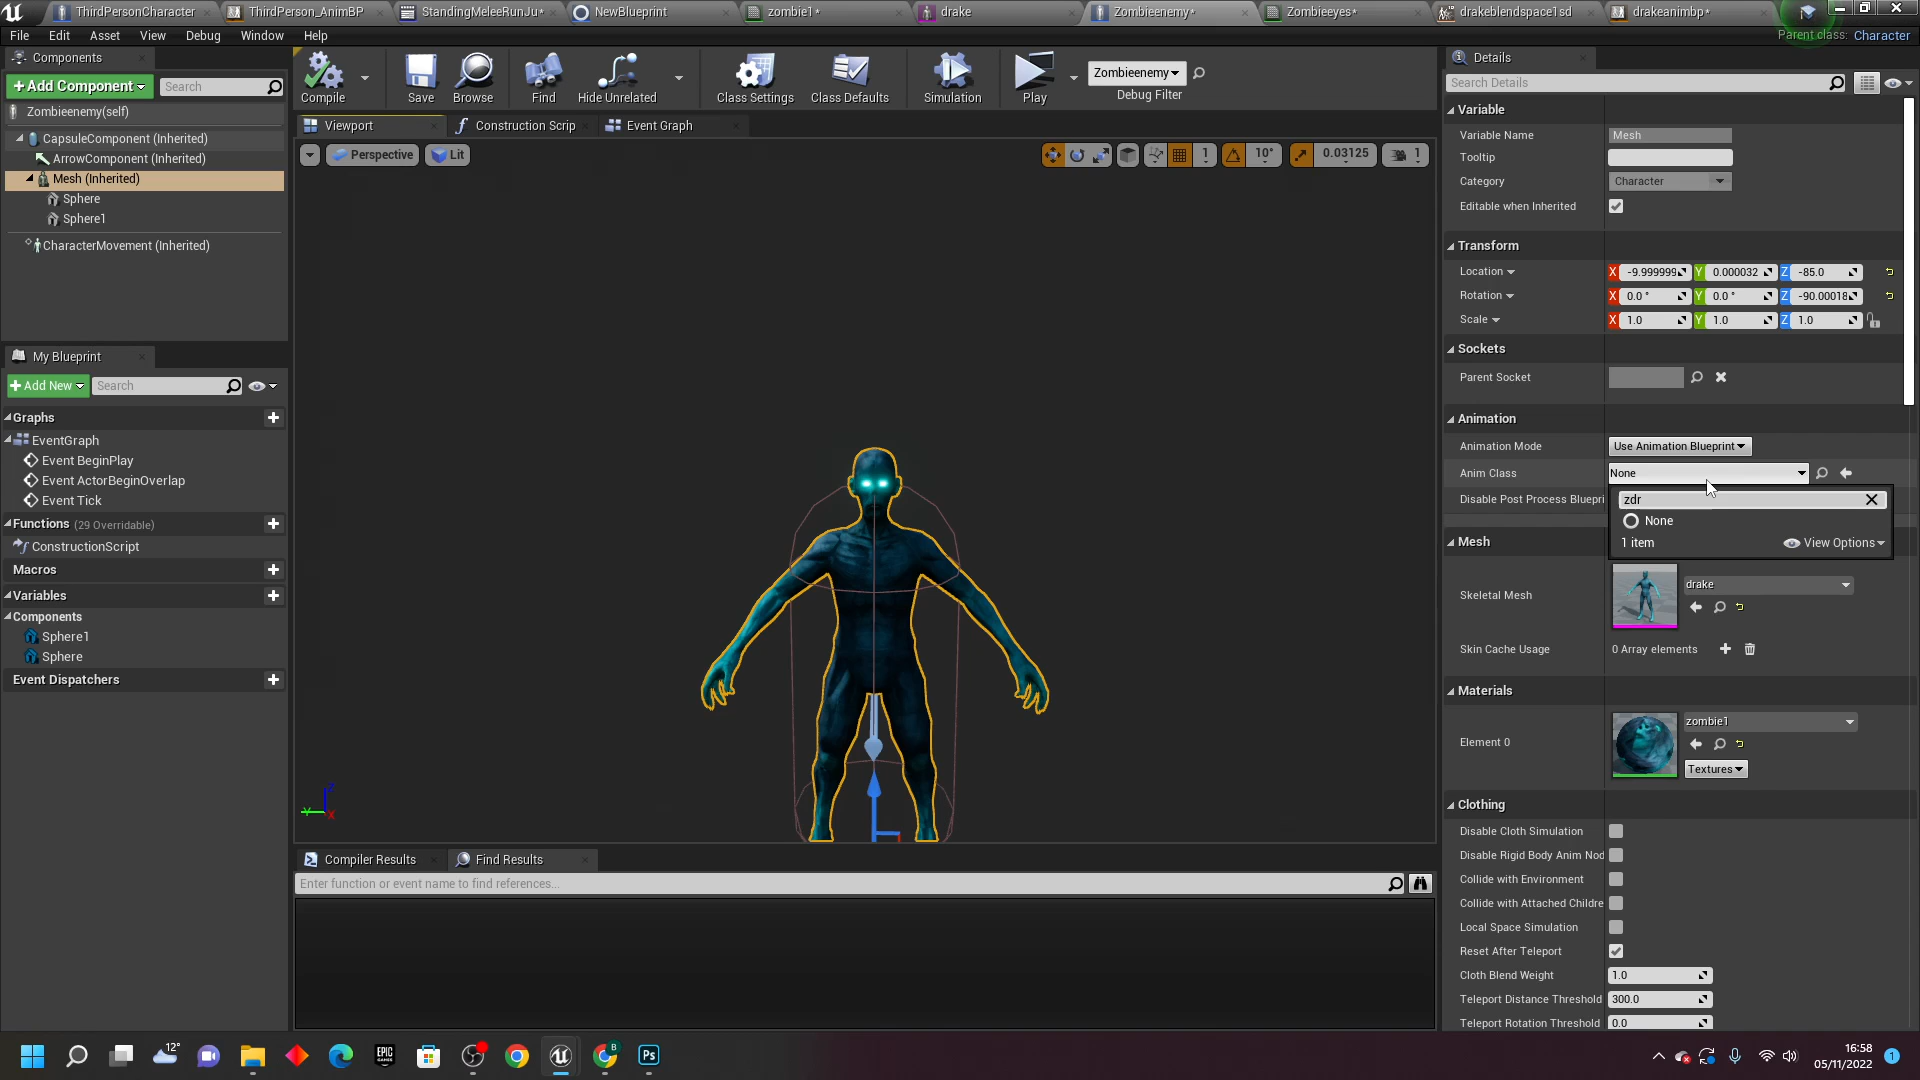 ThirdPersonCharacter
ThirdPerson_AnimBP
StandingMeleeRunJu*
NewBlueprint
zombie1*
drake
Zombieenemy*
Zombieeyes*
drakeblendspace1sd
drakeanimbp*
File Edit Asset View Debug Window Help
Parent class: Character
Components
+Add Component
Search
Zombieenemy(self)
CapsuleComponent (Inherited)
ArrowComponent (Inherited)
Mesh (Inherited)
Sphere
Sphere1
CharacterMovement (Inherited)
My Blueprint
+Add New
Search
Graphs
EventGraph
Event BeginPlay
Event ActorBeginOverlap
Event Tick
Functions (29 Overridable)
ConstructionScript
Macros
Variables
Components
Sphere1
Sphere
Event Dispatchers
Compile
Save
Browse
Find
Hide Unrelated
Class Settings
Class Defaults
Simulation
Play
Zombieenemy
Debug Filter
Viewport
Construction Scrip
Event Graph
Perspective
Lit
1
10°
0.03125
1
Z
Y
X
Compiler Results
Find Results
Enter function or event name to find references...
Details
Search Details
Variable
Variable Name Mesh
Tooltip
Category Character
Editable when Inherited
Transform
Location X -9.999999 Y 0.000032 Z -85.0
Rotation X 0.0 ° Y 0.0 ° Z -90.00018
Scale X 1.0 Y 1.0 Z 1.0
Sockets
Parent Socket
Animation
Animation Mode Use Animation Blueprint
Anim Class None
Disable Post Process Bluepri
zdr
None
1 item
View Options
Mesh
Skeletal Mesh drake
Skin Cache Usage 0 Array elements
Materials
Element 0 zombie1
Textures
Clothing
Disable Cloth Simulation
Disable Rigid Body Anim Nod
Collide with Environment
Collide with Attached Childre
Local Space Simulation
Reset After Teleport
Cloth Blend Weight 1.0
Teleport Distance Threshold 300.0
Teleport Rotation Threshold 0.0
12°
EPIC GAMES
B
Ps
16:58
05/11/2022
1